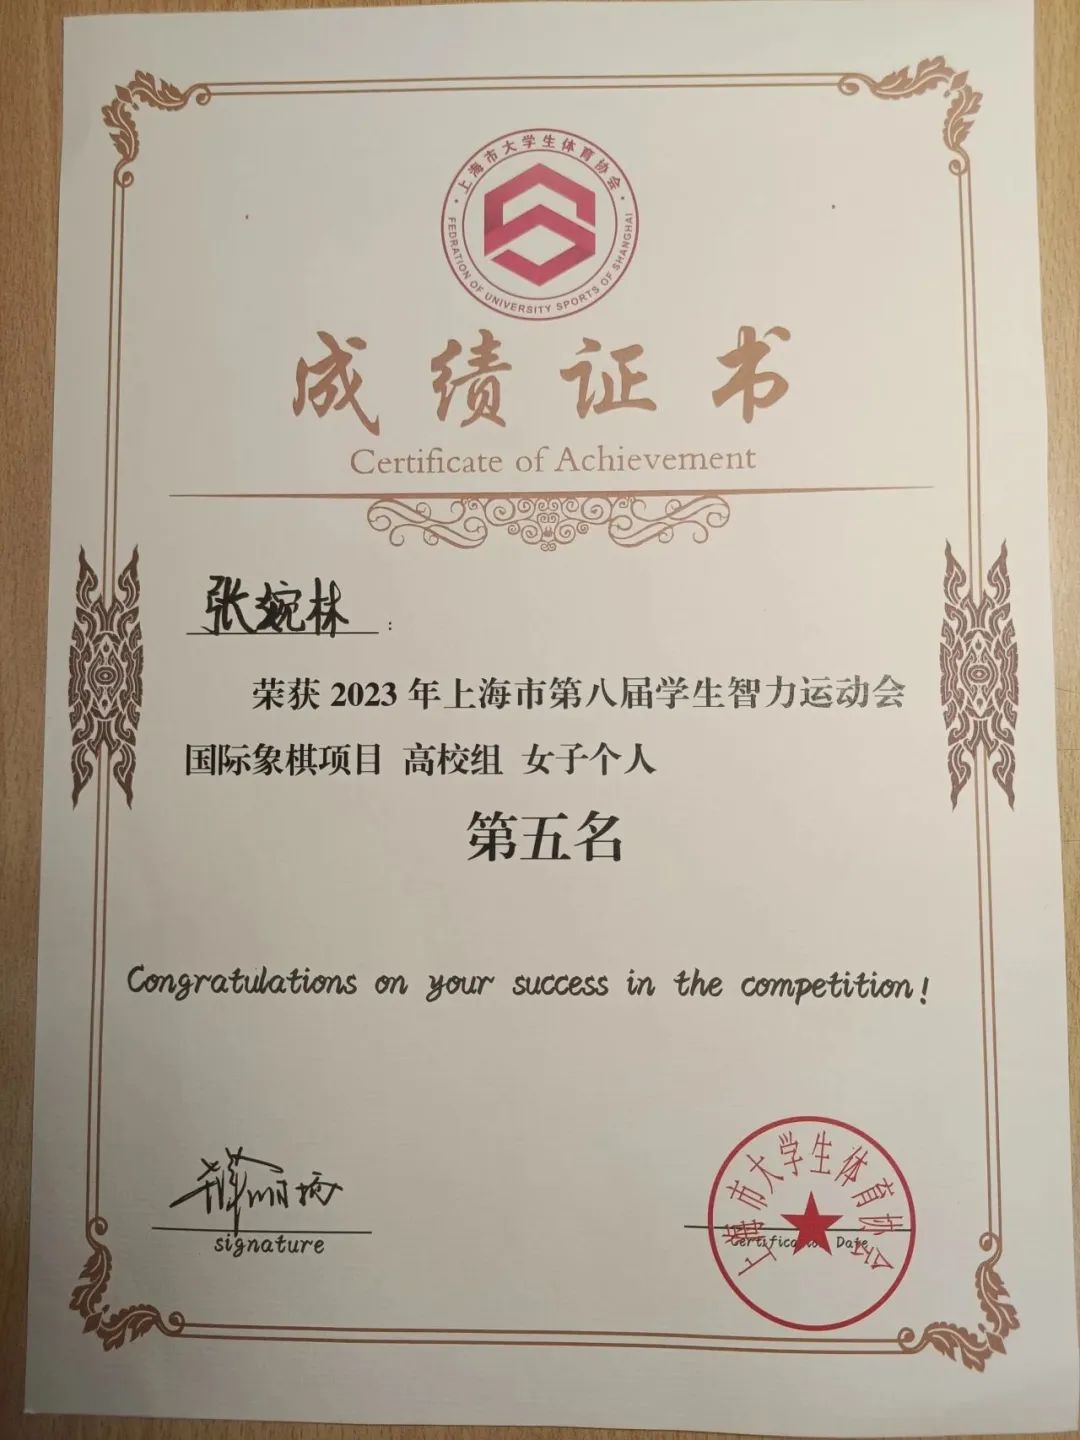 上海市大学生体育协会
FEDRATION OF UNIVERSITY SPORTS OF SHANGHAI
成绩证书
Certificate of Achievement
张婉林：
荣获 2023 年上海市第八届学生智力运动会
国际象棋项目 高校组 女子个人
第五名
Congratulations on your success in the competition!
signature
上海市大学生体育协会
Certification Date